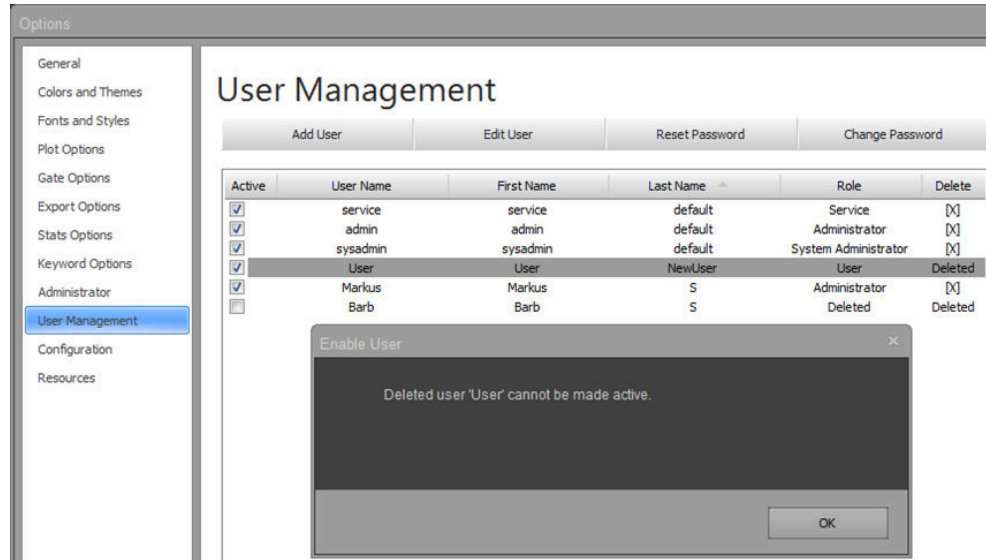 Options
General
Colors and Themes
Fonts and Styles
Plot Options
Gate Options
Export Options
Stats Options
Keyword Options
Administrator
User Management
Configuration
Resources
User Management
Add User Edit User Reset Password Change Password
Active User Name First Name Last Name Role Delete
service service default Service [X]
admin admin default Administrator [X]
sysadmin sysadmin default System Administrator [X]
User User NewUser User Deleted
Markus Markus S Administrator [X]
Barb Barb S Deleted Deleted
Enable User
Deleted user 'User' cannot be made active.
OK